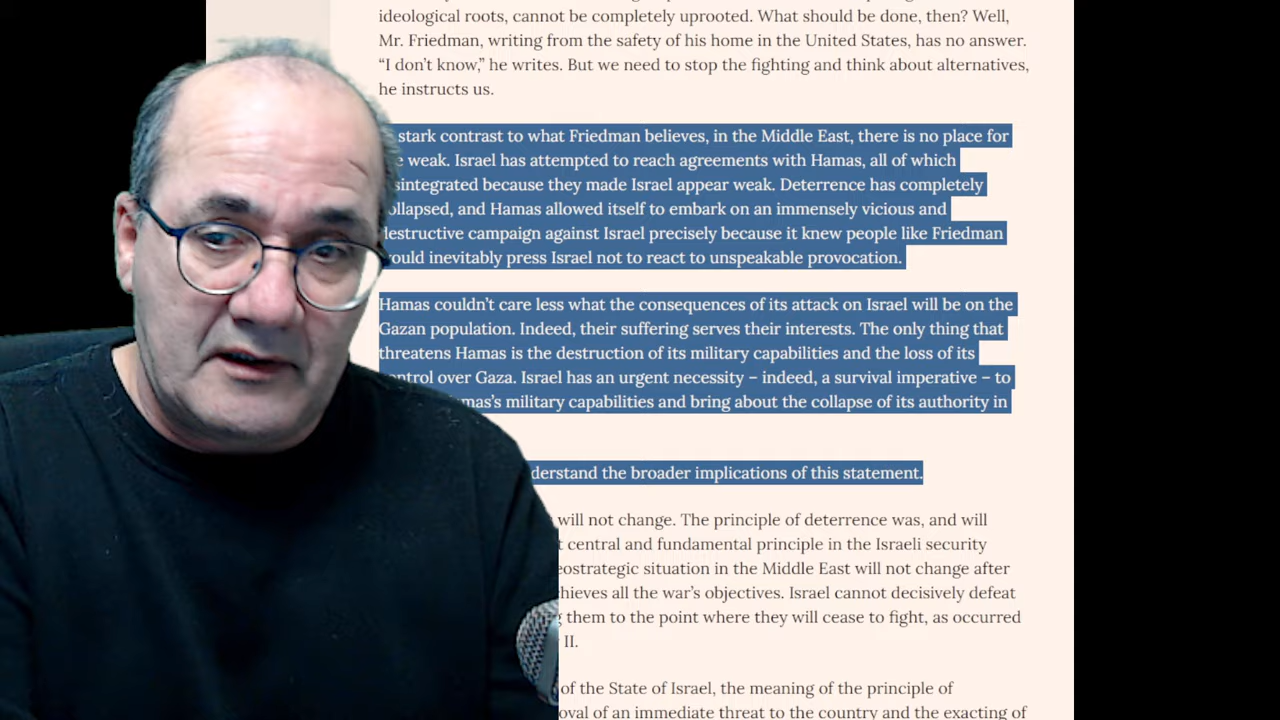 ideological roots, cannot be completely uprooted. What should be done, then? Well,
Mr. Friedman, writing from the safety of his home in the United States, has no answer.
“I don’t know,” he writes. But we need to stop the fighting and think about alternatives,
he instructs us.
stark contrast to what Friedman believes, in the Middle East, there is no place for
weak. Israel has attempted to reach agreements with Hamas, all of which
because they made Israel appear weak. Deterrence has completely
and Hamas allowed itself to embark on an immensely vicious and
destructive campaign against Israel precisely because it knew people like Friedman
inevitably press Israel not to react to unspeakable provocation.
Hamas couldn’t care less what the consequences of its attack on Israel will be on the
Gazan population. Indeed, their suffering serves their interests. The only thing that
threatens Hamas is the destruction of its military capabilities and the loss of its
over Gaza. Israel has an urgent necessity – indeed, a survival imperative – to
military capabilities and bring about the collapse of its authority in
the broader implications of this statement.
will not change. The principle of deterrence was, and will
central and fundamental principle in the Israeli security
situation in the Middle East will not change after
all the war’s objectives. Israel cannot decisively defeat
them to the point where they will cease to fight, as occurred
II.
of the State of Israel, the meaning of the principle of
of an immediate threat to the country and the exacting of